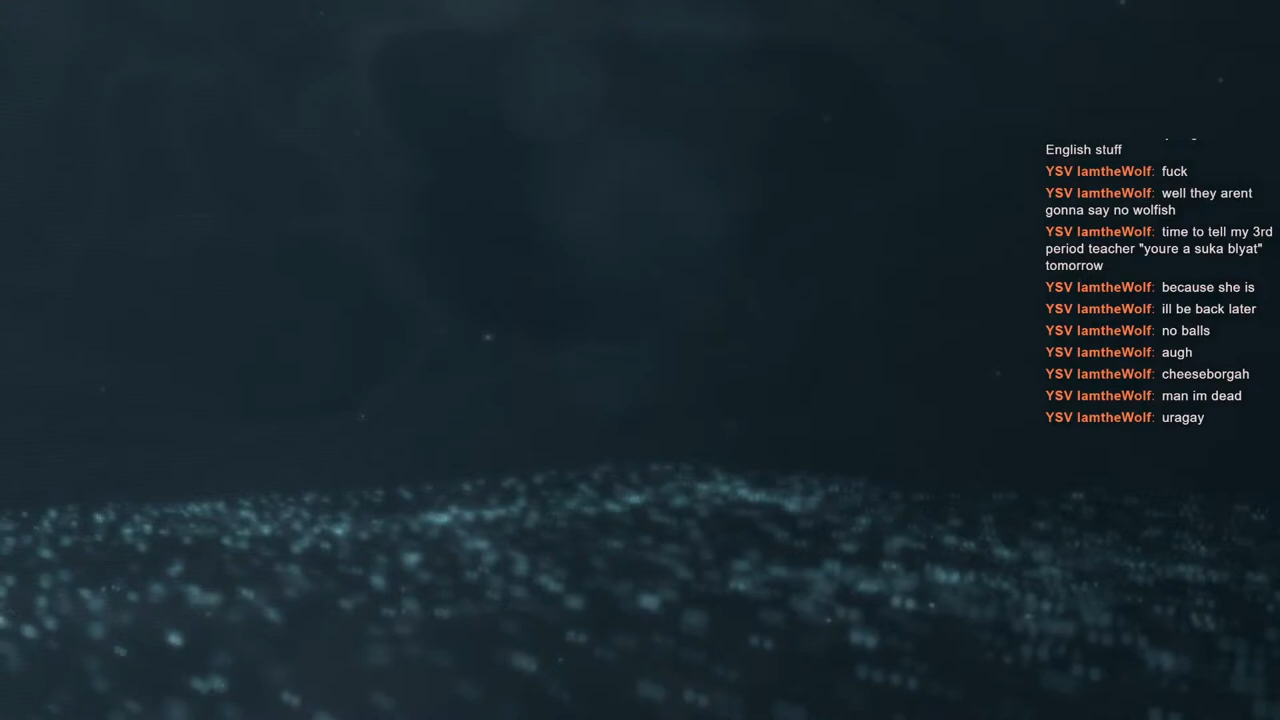 English stuff
YSV IamtheWolf: fuck
YSV IamtheWolf: well they arent
gonna say no wolfish
YSV IamtheWolf: time to tell my 3rd
period teacher "youre a suka blyat"
tomorrow
YSV IamtheWolf: because she is
YSV IamtheWolf: ill be back later
YSV IamtheWolf: no balls
YSV IamtheWolf: augh
YSV IamtheWolf: cheeseborgah
YSV IamtheWolf: man im dead
YSV IamtheWolf: uragay